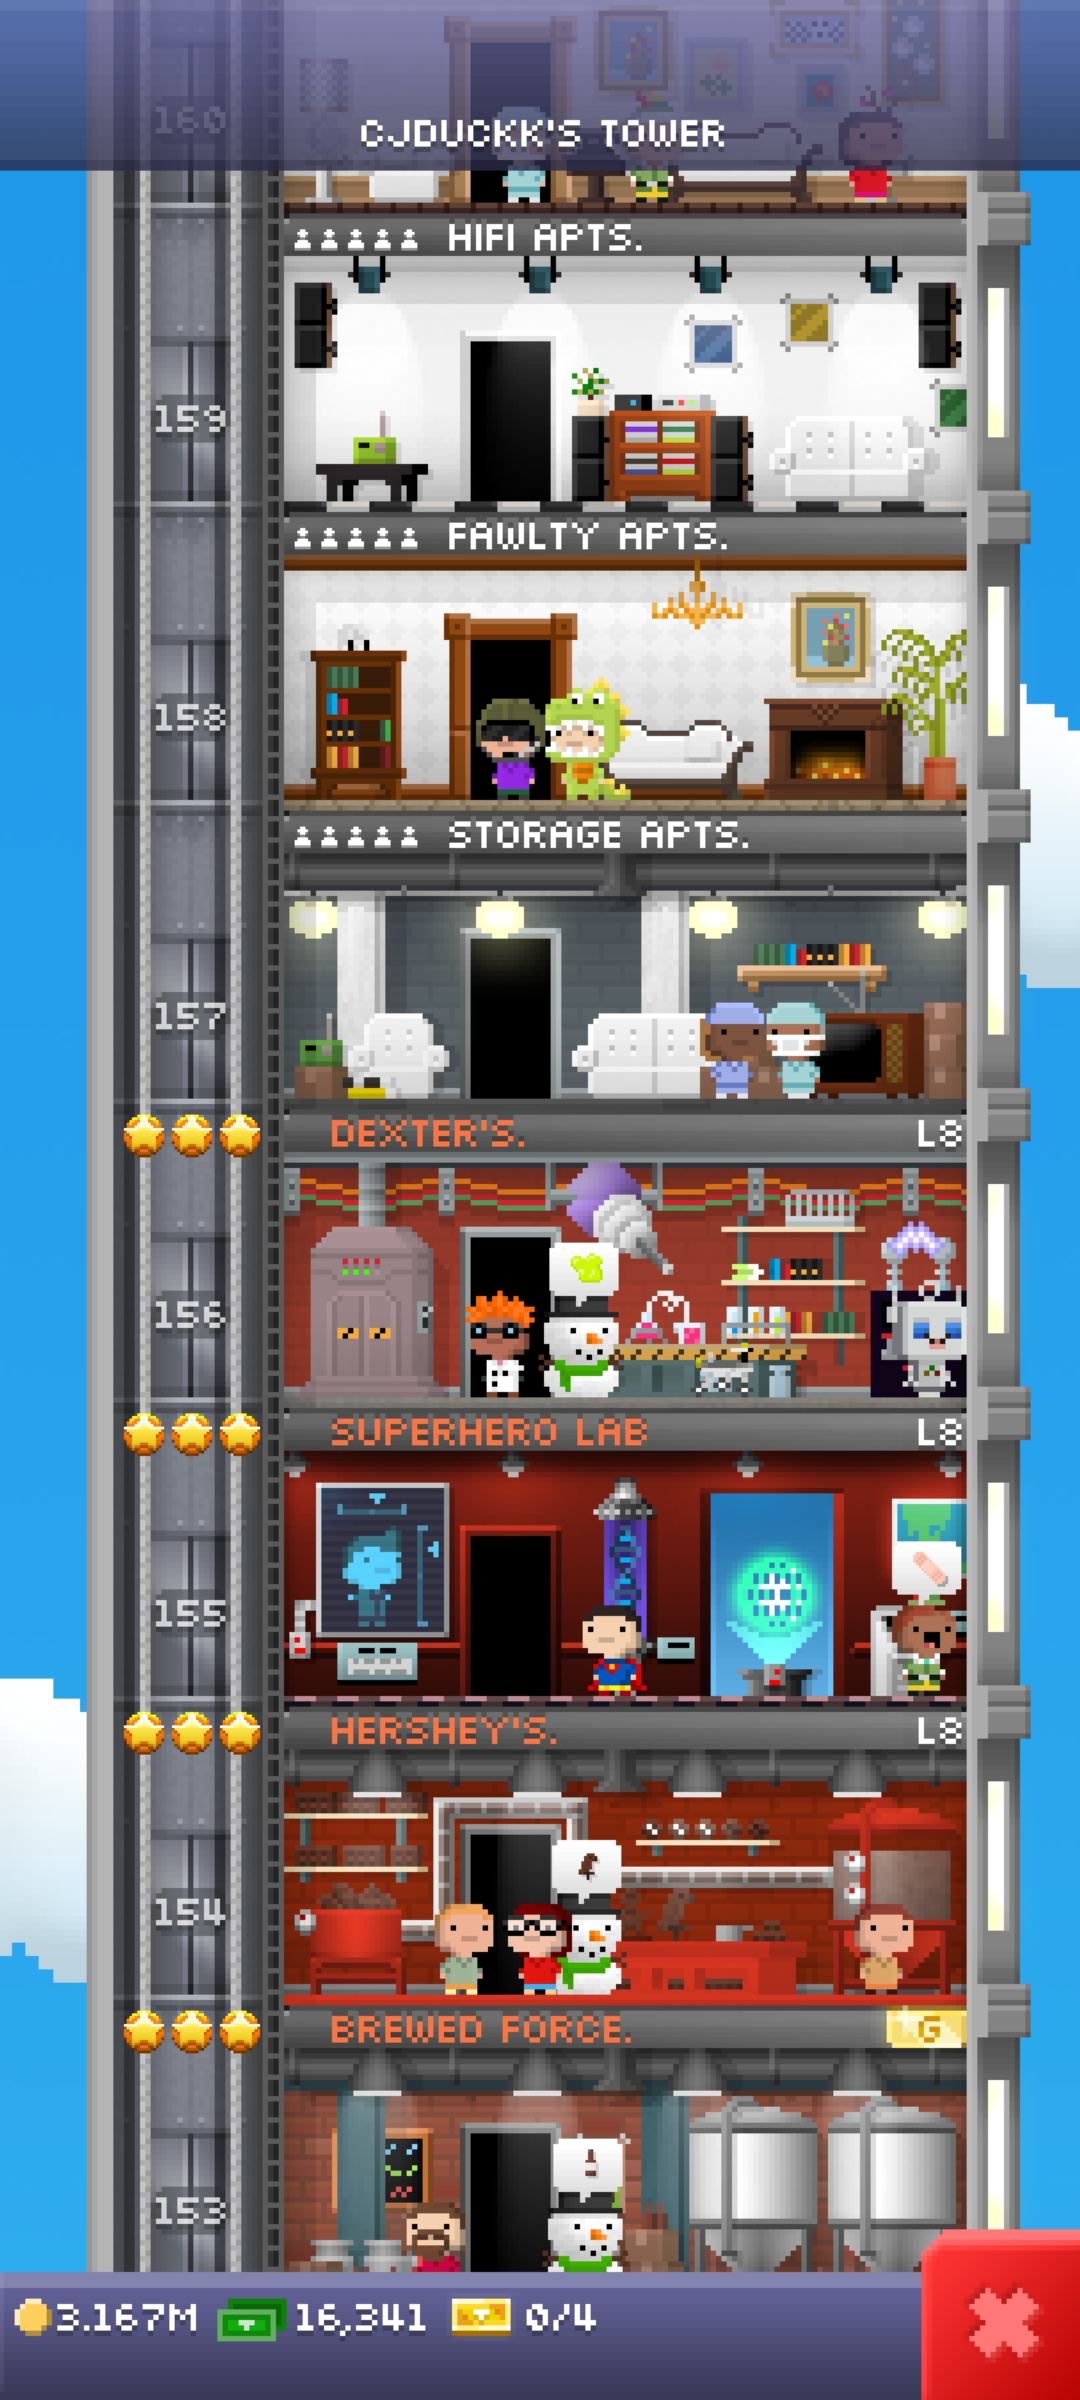 160
CJDUCKK'S TOWER
HIFI APTS.
159
FAWLTY APTS.
158
STORAGE APTS.
157
DEXTER'S. L8
156
SUPERHERO LAB L8
155
HERSHEY'S. L8
154
BREWED FORCE. G
153
3.167M 16,341 0/4